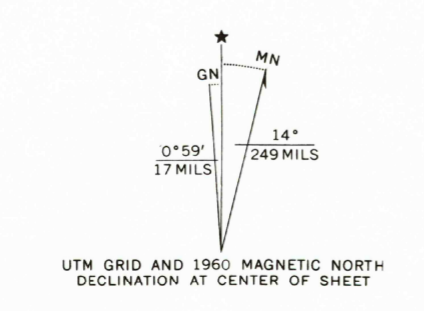 ★
MN
GN
0°59'
17 MILS
14°
249 MILS
UTM GRID AND 1960 MAGNETIC NORTH
DECLINATION AT CENTER OF SHEET